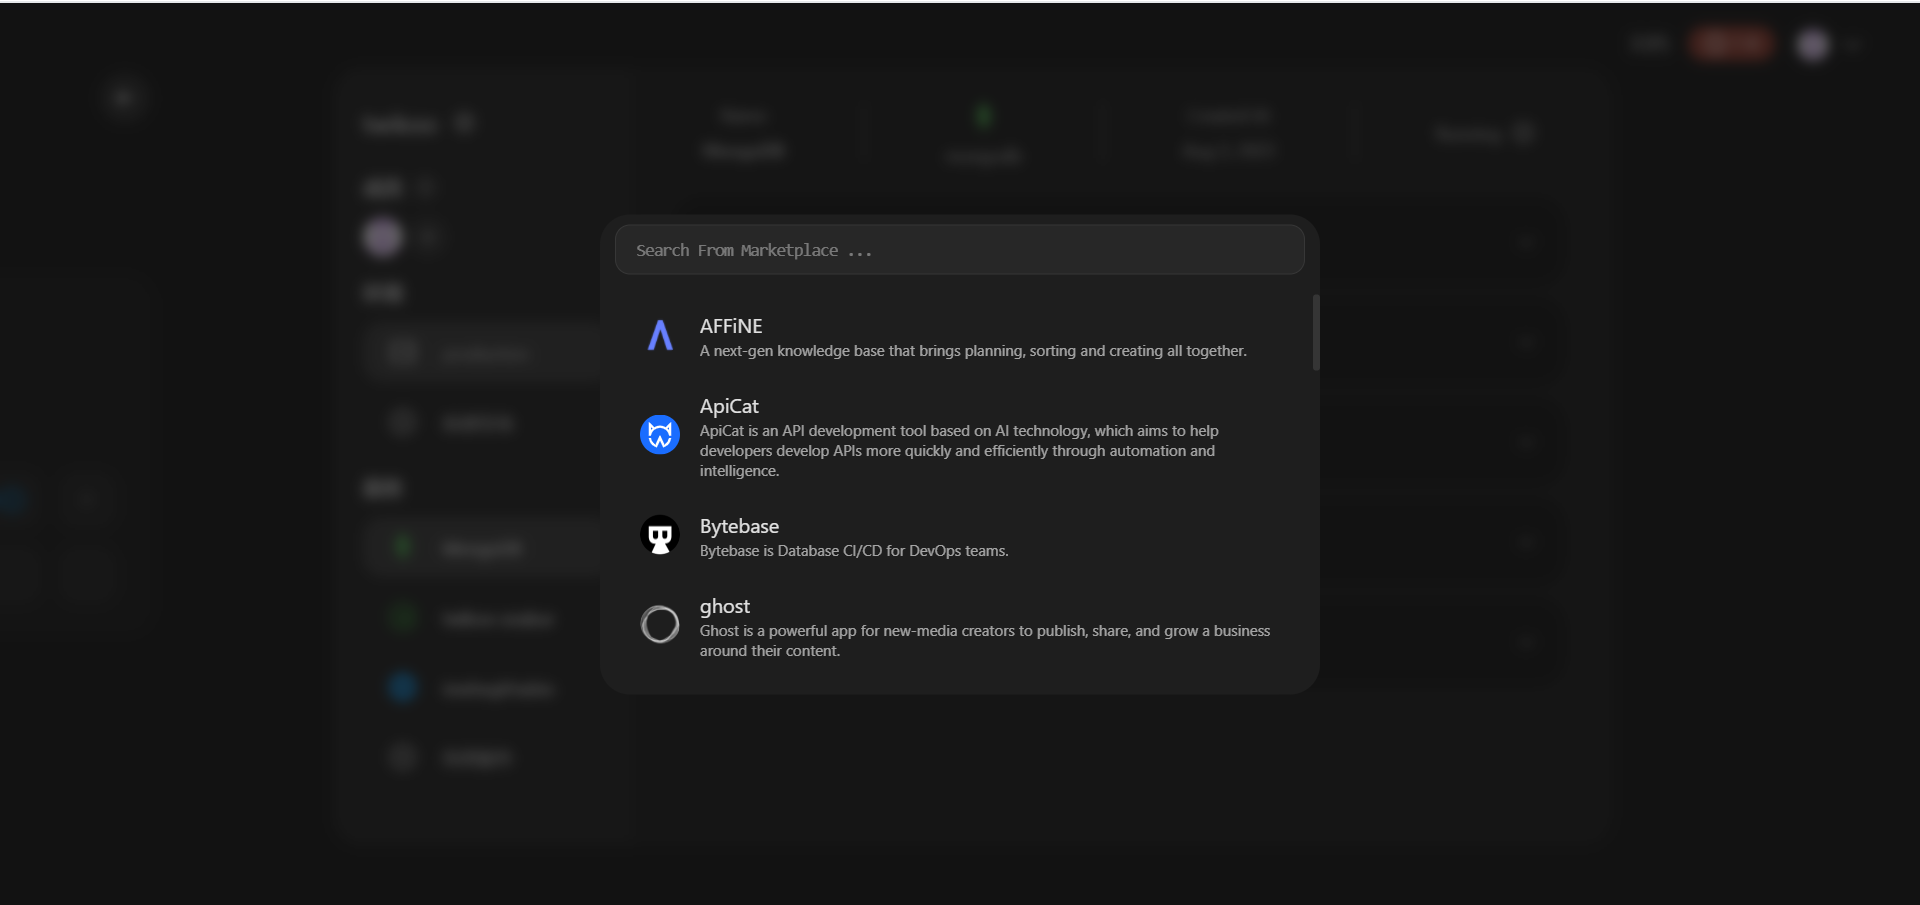 Search From Marketplace ...
AFFiNE
A next-gen knowledge base that brings planning, sorting and creating all together.
ApiCat
ApiCat is an API development tool based on AI technology, which aims to help
developers develop APIs more quickly and efficiently through automation and
intelligence.
Bytebase
Bytebase is Database CI/CD for DevOps teams.
ghost
Ghost is a powerful app for new-media creators to publish, share, and grow a business
around their content.